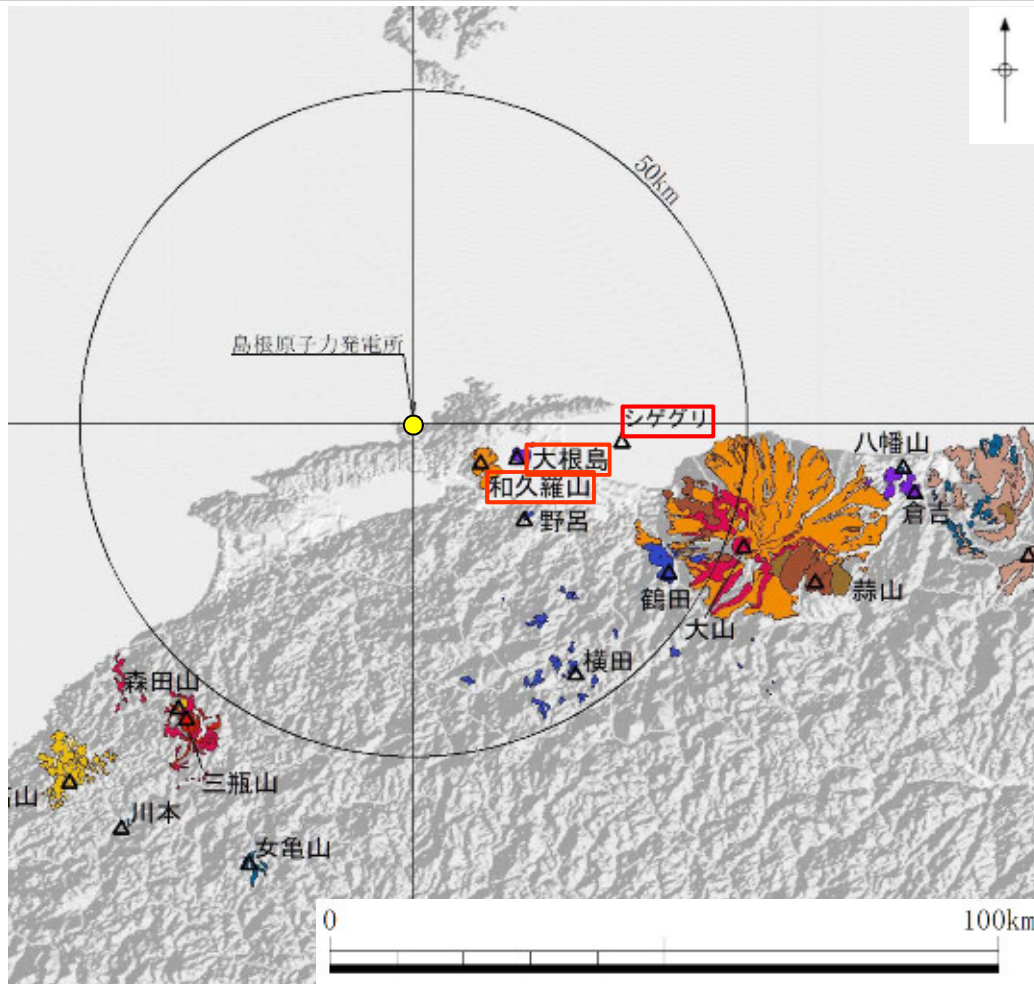 50km
島根原子力発電所
シゲグリ
八幡山
大根島
和久羅山
倉吉
野呂
鶴田
蒜山
大山
横田
森田山
三瓶山
山
川本
女亀山
0
100km